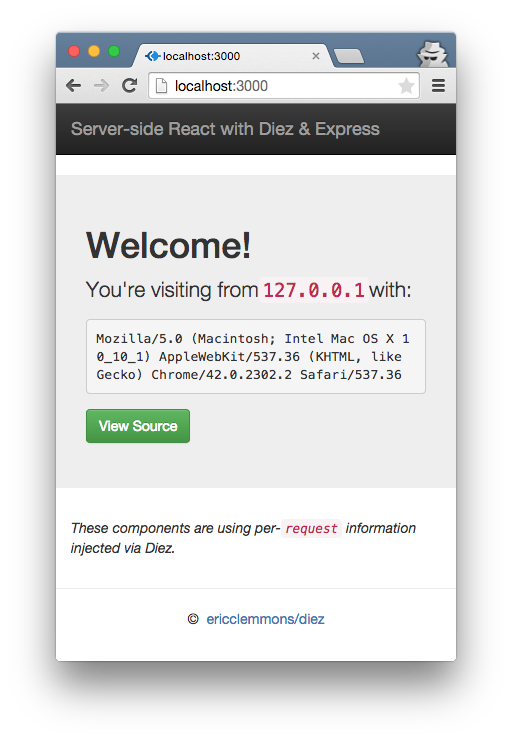 localhost:3000
localhost:3000
Server-side React with Diez & Express
Welcome!
You're visiting from 127.0.0.1 with:
Mozilla/5.0 (Macintosh; Intel Mac OS X 1
0_10_1) AppleWebKit/537.36 (KHTML, like
Gecko) Chrome/42.0.2302.2 Safari/537.36
View Source
These components are using per-request information
injected via Diez.
© ericclemmons/diez